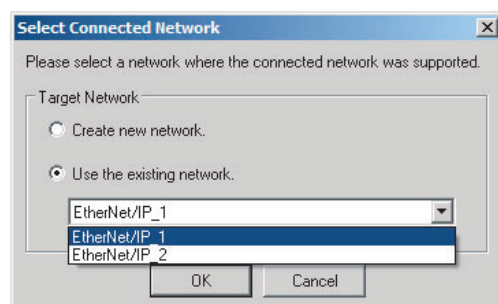 Select Connected Network
Please select a network where the connected network was supported.
Target Network
Create new network.
Use the existing network.
EtherNet/IP_1
EtherNet/IP_1
EtherNet/IP_2
OK Cancel